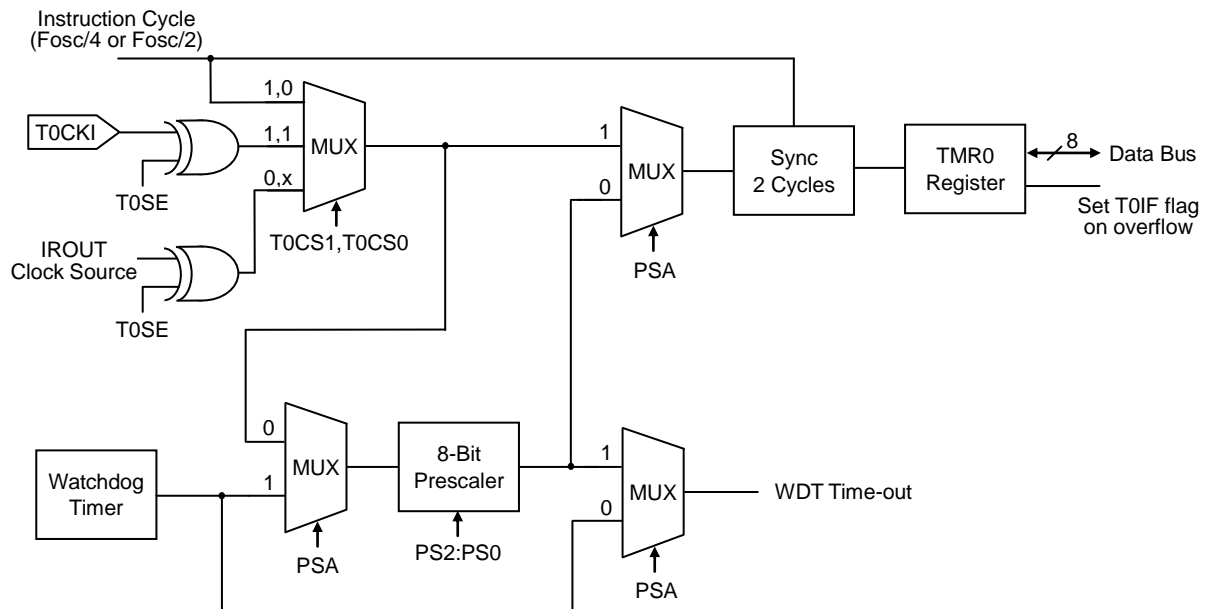 Instruction Cycle
(Fosc/4 or Fosc/2)
1,0
T0CKI
1,1
MUX
0,x
T0SE
T0CS1,T0CS0
IROUT
Clock Source
T0SE
1
MUX
0
PSA
Sync
2 Cycles
TMR0
Register
8
Data Bus
Set T0IF flag
on overflow
Watchdog
Timer
0
MUX
1
PSA
8-Bit
Prescaler
PS2:PS0
1
MUX
0
PSA
WDT Time-out